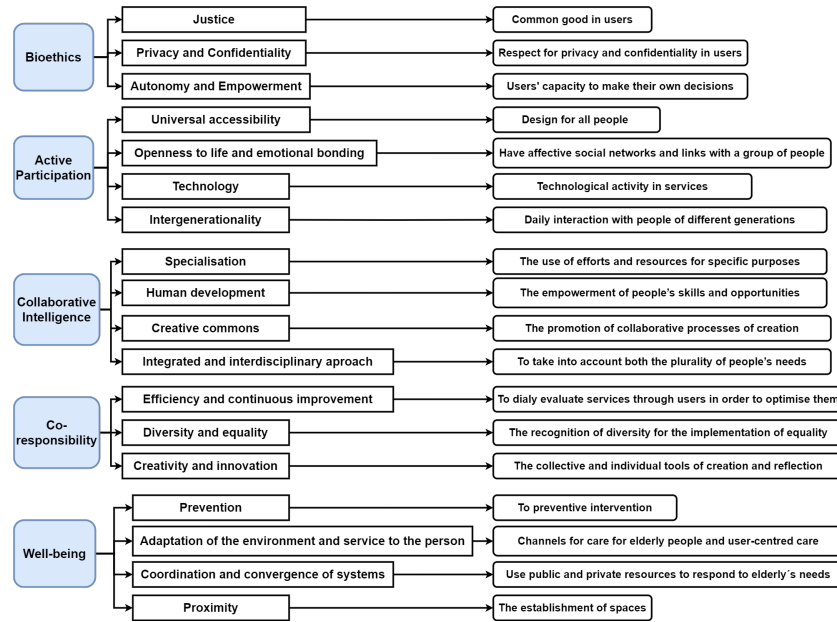 Bioethics
Justice
Common good in users
Privacy and Confidentiality
Respect for privacy and confidentiality in users
Autonomy and Empowerment
Users' capacity to make their own decisions
Active
Participation
Universal accessibility
Design for all people
Openness to life and emotional bonding
Have affective social networks and links with a group of people
Technology
Technological activity in services
Intergenerationality
Daily interaction with people of different generations
Collaborative
Intelligence
Specialisation
The use of efforts and resources for specific purposes
Human development
The empowerment of people's skills and opportunities
Creative commons
The promotion of collaborative processes of creation
Integrated and interdisciplinary aproach
To take into account both the plurality of people's needs
Co-
responsibility
Efficiency and continuous improvement
To dialy evaluate services through users in order to optimise them
Diversity and equality
The recognition of diversity for the implementation of equality
Creativity and innovation
The collective and individual tools of creation and reflection
Well-being
Prevention
To preventive intervention
Adaptation of the environment and service to the person
Channels for care for elderly people and user-centred care
Coordination and convergence of systems
Use public and private resources to respond to elderly´s needs
Proximity
The establishment of spaces